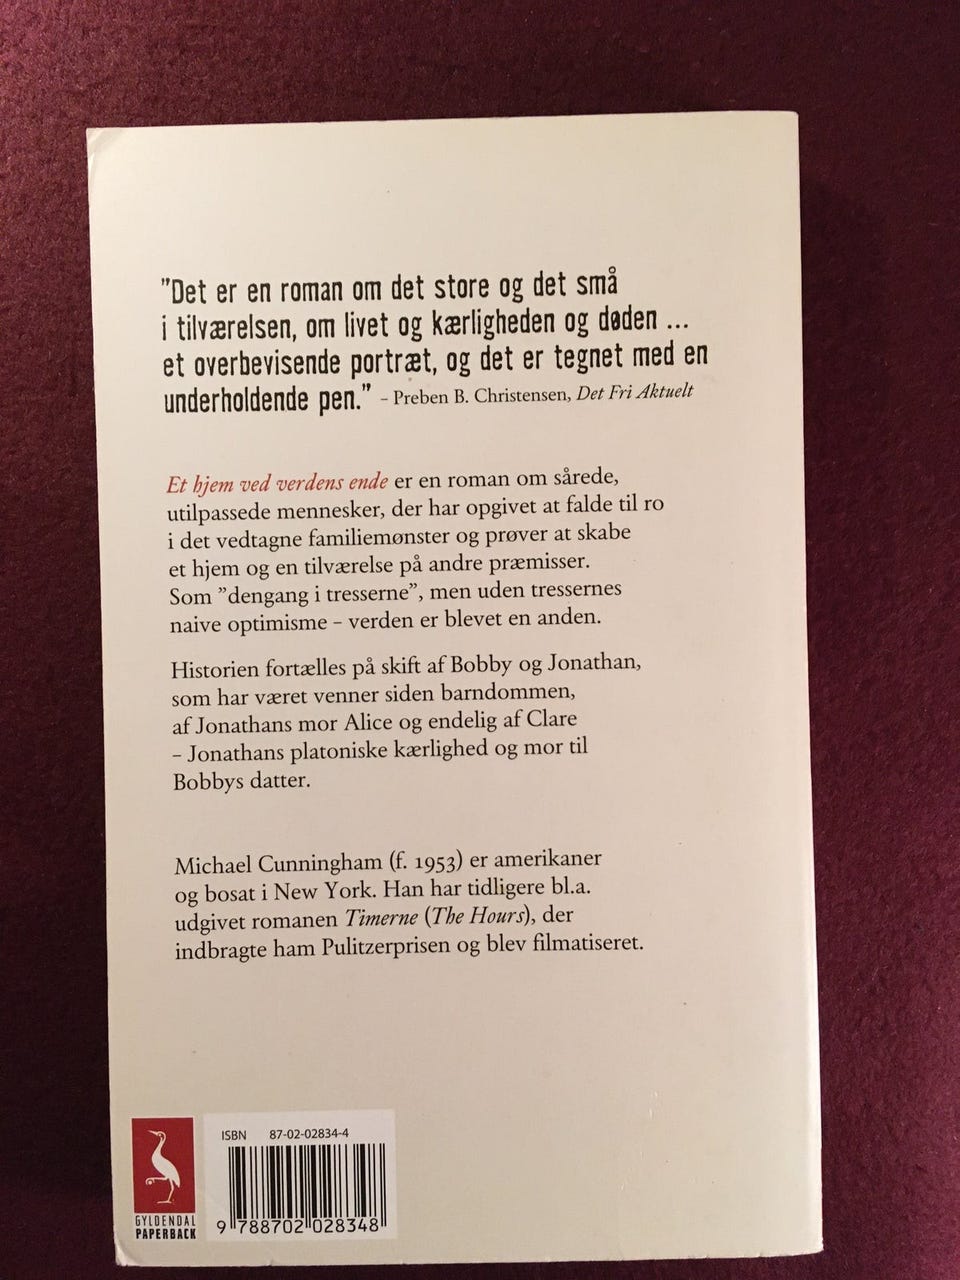 "Det er en roman om det store og det små
i tilværelsen, om livet og kærligheden og døden ...
et overbevisende portræt, og det er tegnet med en
underholdende pen." – Preben B. Christensen, Det Fri Aktuelt
Et hjem ved verdens ende er en roman om sårede,
utilpassede mennesker, der har opgivet at falde til ro
i det vedtagne familiemønster og prøver at skabe
et hjem og en tilværelse på andre præmisser.
Som "dengang i tresserne", men uden tressernes
naive optimisme – verden er blevet en anden.
Historien fortælles på skift af Bobby og Jonathan,
som har været venner siden barndommen,
af Jonathans mor Alice og endelig af Clare
– Jonathans platoniske kærlighed og mor til
Bobbys datter.
Michael Cunningham (f. 1953) er amerikaner
og bosat i New York. Han har tidligere bl.a.
udgivet romanen Timerne (The Hours), der
indbragte ham Pulitzerprisen og blev filmatiseret.
ISBN 87-02-02834-4
9 788702 028348
GYLDENDAL
PAPERBACK